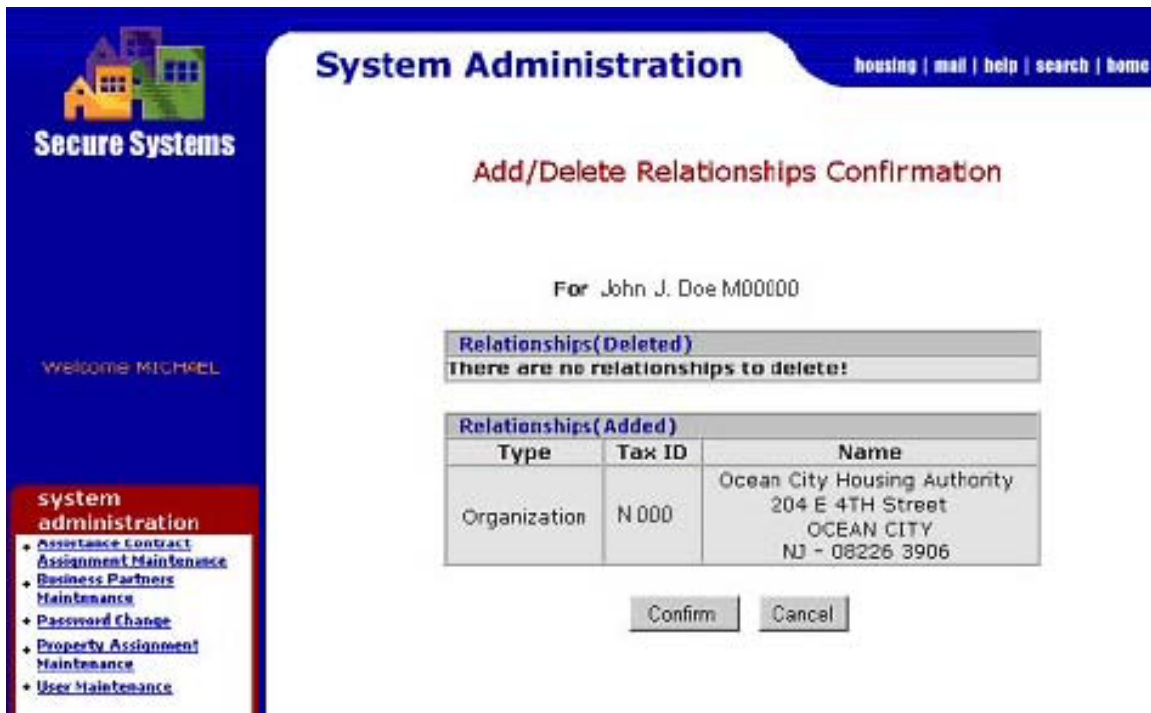 Secure Systems
System Administration
housing | mail | help | search | home
Add/Delete Relationships Confirmation
For John J. Doe M00000
Welcome MICHAEL
Relationships(Deleted)
There are no relationships to delete!
Relationships(Added)
Type Tax ID Name
Organization N 000 Ocean City Housing Authority
204 E 4TH Street
OCEAN CITY
NJ - 08226 3906
Confirm Cancel
system
administration
Assistance Contract
Assignment Maintenance
Business Partners
Maintenance
Password Change
Property Assignment
Maintenance
User Maintenance